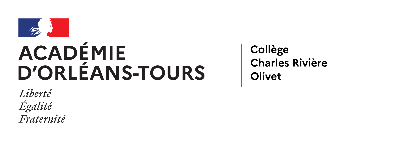 ACADÉMIE
D'ORLÉANS-TOURS
Liberté
Égalité
Fraternité
Collège
Charles Rivière
Olivet